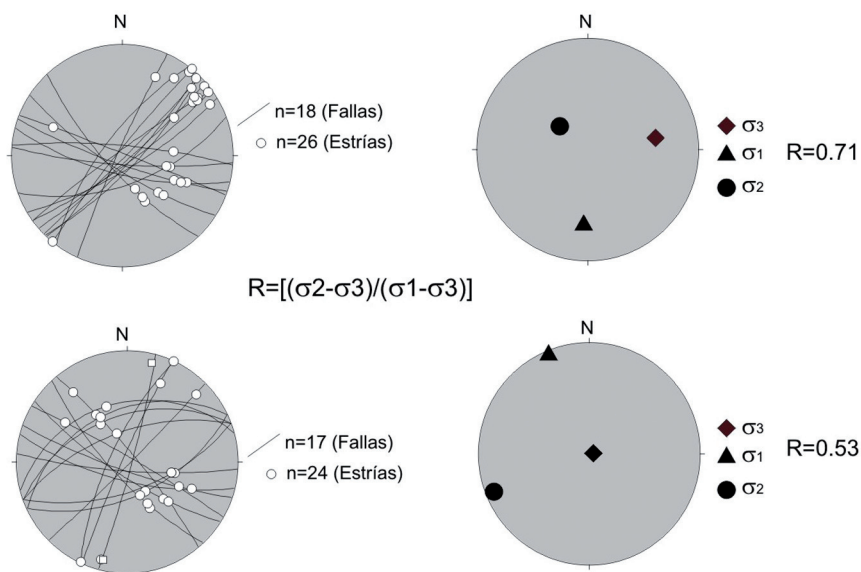 N
n=18 (Fallas)
n=26 (Estrías)
N
σ3
σ1
σ2
R=0.71
R=[(σ2-σ3)/(σ1-σ3)]
N
n=17 (Fallas)
n=24 (Estrías)
N
σ3
σ1
σ2
R=0.53